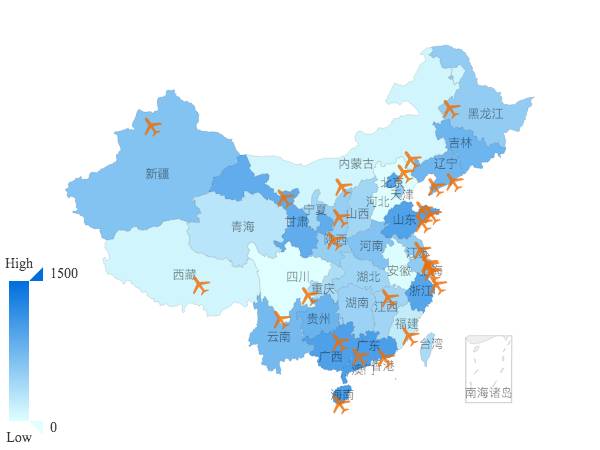 黑龙江
吉林
内蒙古
辽宁
新疆
北京
天津
河北
宁夏
山西
甘肃
山东
青海
陕西
河南
江苏
High
1500
西藏
四川
安徽
上海
湖北
重庆
浙江
湖南
江西
贵州
福建
云南
台湾
广东
广西
澳门
香港
海南
南海诸岛
0
Low